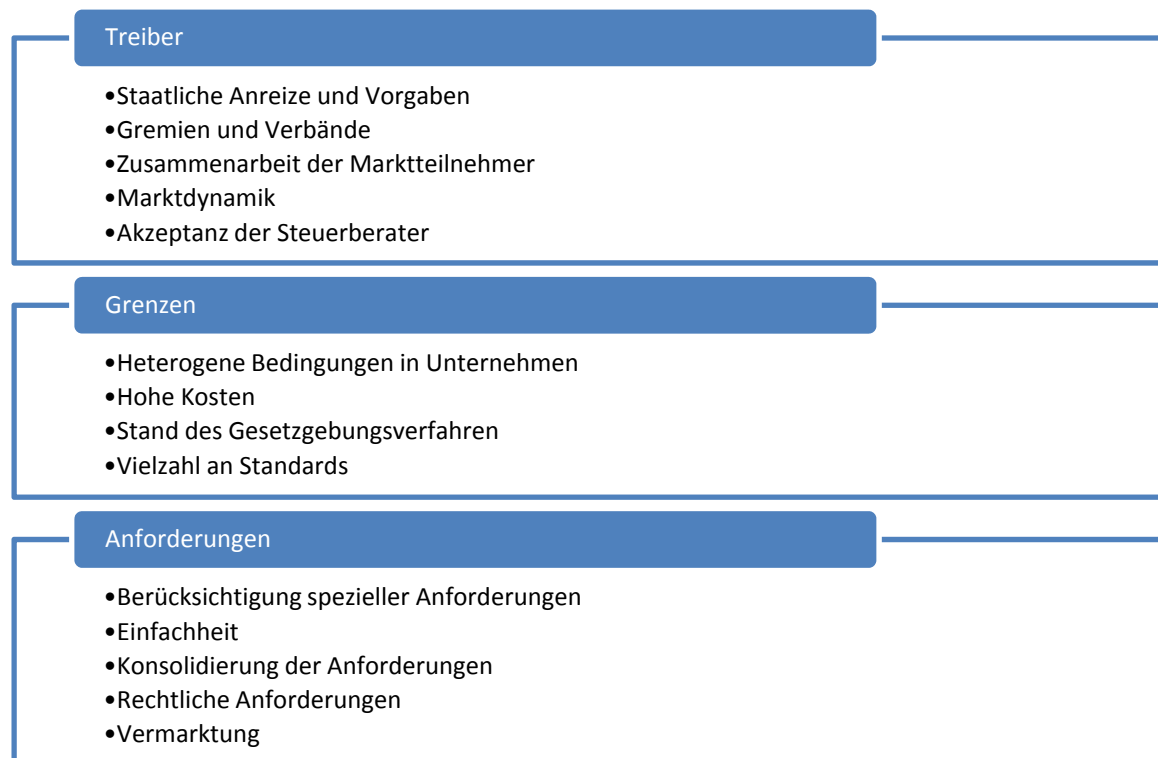 Treiber
•Staatliche Anreize und Vorgaben
•Gremien und Verbände
•Zusammenarbeit der Marktteilnehmer
•Marktdynamik
•Akzeptanz der Steuerberater
Grenzen
•Heterogene Bedingungen in Unternehmen
•Hohe Kosten
•Stand des Gesetzgebungsverfahren
•Vielzahl an Standards
Anforderungen
•Berücksichtigung spezieller Anforderungen
•Einfachheit
•Konsolidierung der Anforderungen
•Rechtliche Anforderungen
•Vermarktung